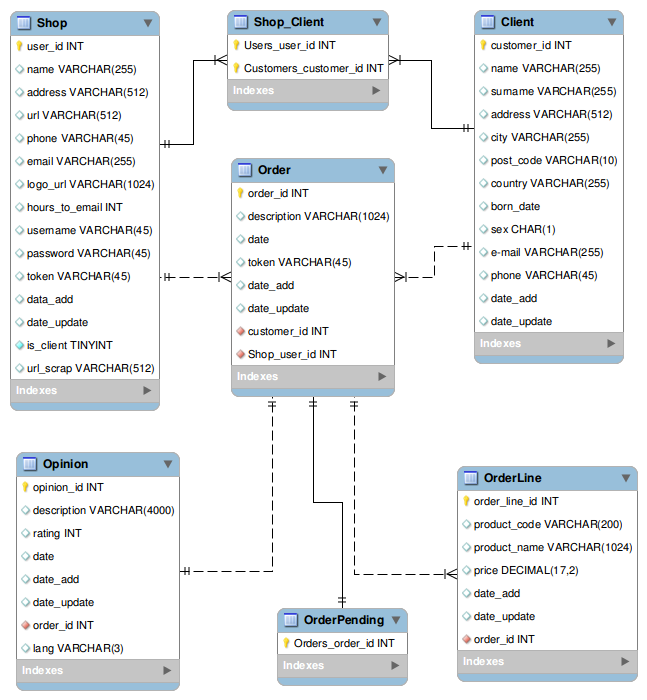 Shop
user_id INT
name VARCHAR(255)
address VARCHAR(512)
url VARCHAR(512)
phone VARCHAR(45)
email VARCHAR(255)
logo_url VARCHAR(1024)
hours_to_email INT
username VARCHAR(45)
password VARCHAR(45)
token VARCHAR(45)
data_add
date_update
is_client TINYINT
url_scrap VARCHAR(512)
Indexes
Shop_Client
Users_user_id INT
Customers_customer_id INT
Indexes
Client
customer_id INT
name VARCHAR(255)
surname VARCHAR(255)
address VARCHAR(512)
city VARCHAR(255)
post_code VARCHAR(10)
country VARCHAR(255)
born_date
sex CHAR(1)
e-mail VARCHAR(255)
phone VARCHAR(45)
date_add
date_update
Indexes
Order
order_id INT
description VARCHAR(1024)
date
token VARCHAR(45)
date_add
date_update
customer_id INT
Shop_user_id INT
Indexes
Opinion
opinion_id INT
description VARCHAR(4000)
rating INT
date
date_add
date_update
order_id INT
lang VARCHAR(3)
Indexes
OrderPending
Orders_order_id INT
Indexes
OrderLine
order_line_id INT
product_code VARCHAR(200)
product_name VARCHAR(1024)
price DECIMAL(17,2)
date_add
date_update
order_id INT
Indexes